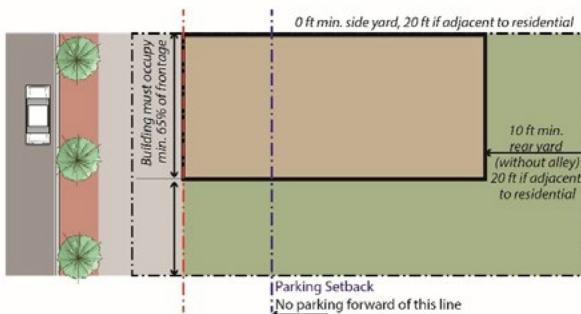 0 ft min. side yard, 20 ft if adjacent to residential
Building must occupy
min. 65% of frontage
10 ft min.
rear yard
(without alley)
20 ft if adjacent
to residential
Parking Setback
No parking forward of this line